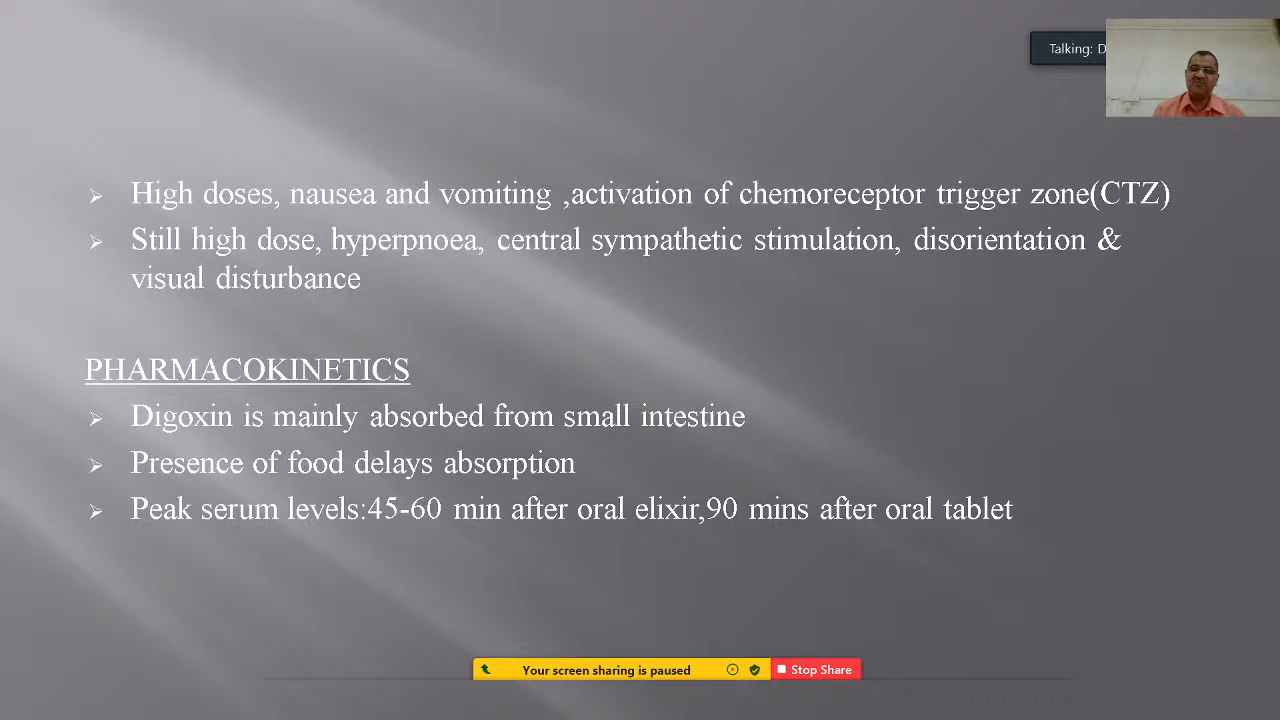 Talking: D
High doses, nausea and vomiting ,activation of chemoreceptor trigger zone(CTZ)
Still high dose, hyperpnoea, central sympathetic stimulation, disorientation &
visual disturbance
PHARMACOKINETICS
Digoxin is mainly absorbed from small intestine
Presence of food delays absorption
Peak serum levels:45-60 min after oral elixir,90 mins after oral tablet
Your screen sharing is paused
Stop Share